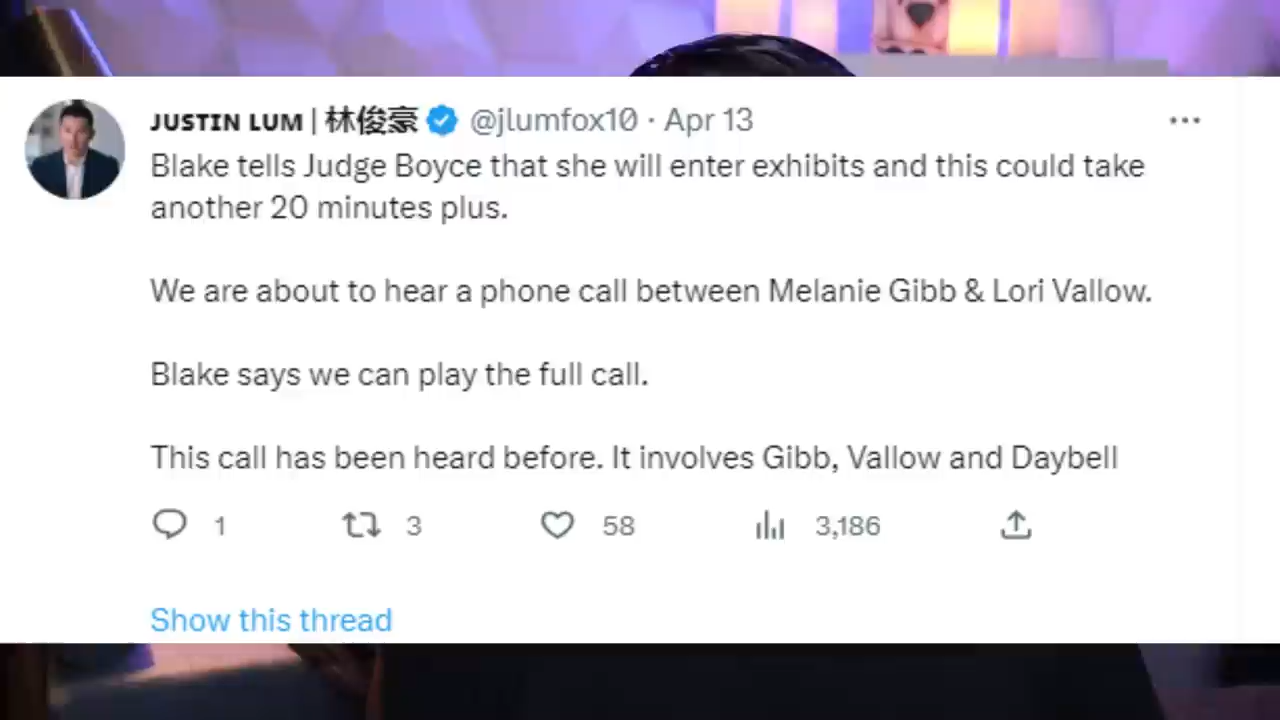 JUSTIN LUM | 林俊豪 @jlumfox10 · Apr 13
Blake tells Judge Boyce that she will enter exhibits and this could take
another 20 minutes plus.
We are about to hear a phone call between Melanie Gibb & Lori Vallow.
Blake says we can play the full call.
This call has been heard before. It involves Gibb, Vallow and Daybell
1 3 58 3,186
Show this thread